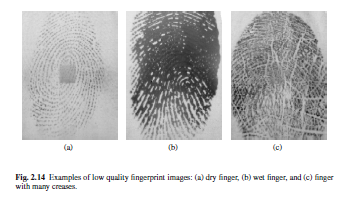 (a)
(b)
(c)
Fig. 2.14 Examples of low quality fingerprint images: (a) dry finger, (b) wet finger, and (c) finger
with many creases.